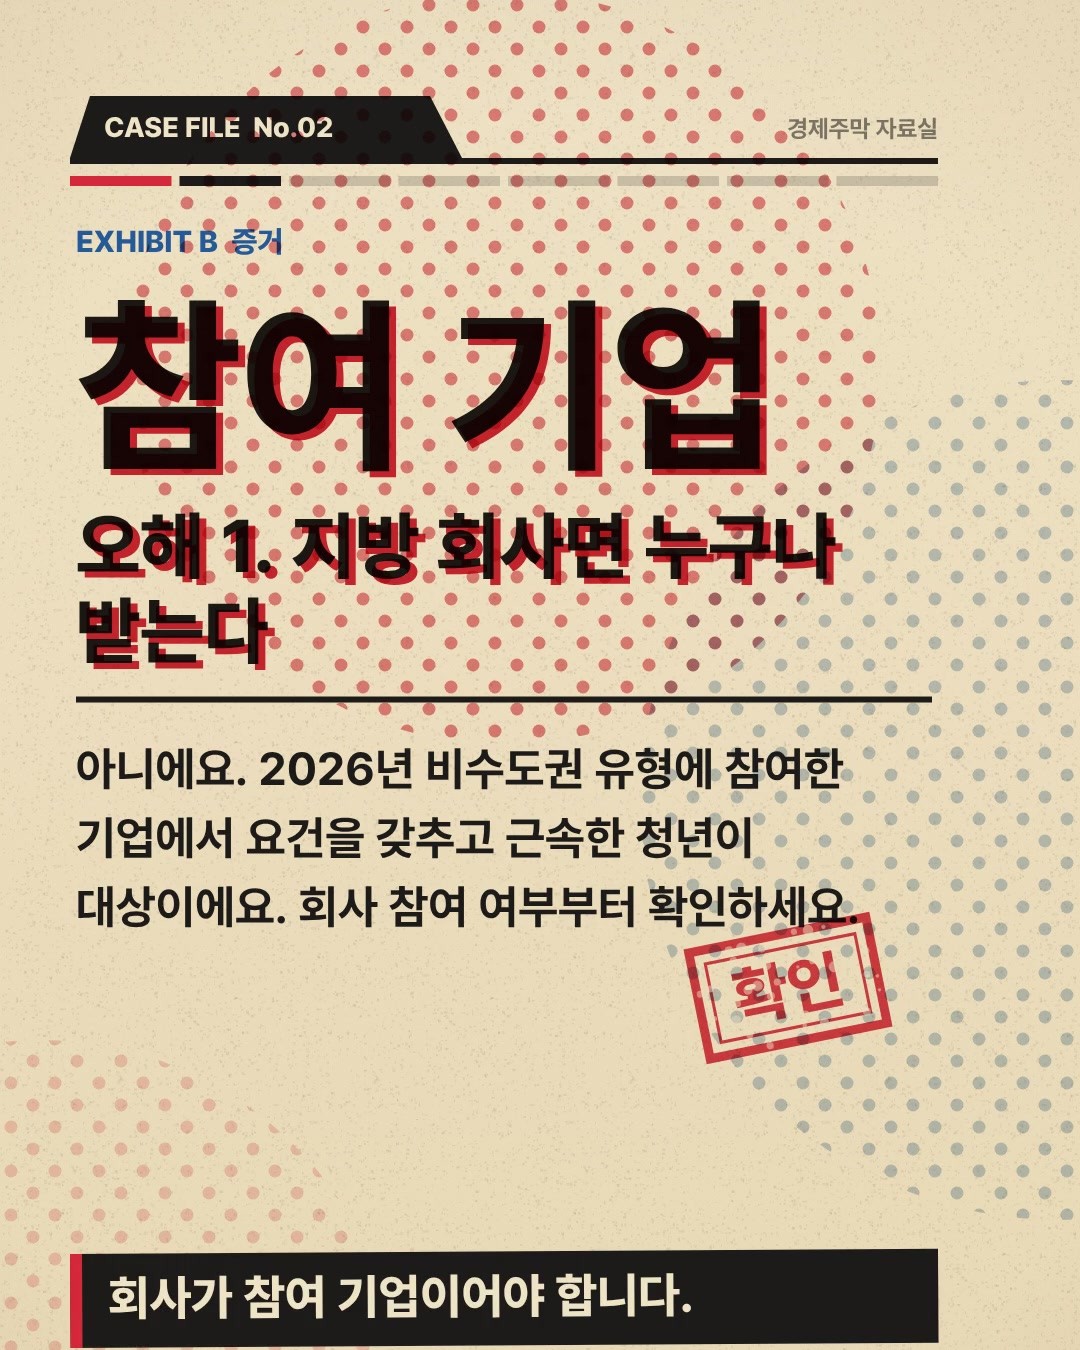 CASE FILE No.02
경제주막 자료실
EXHIBIT B 증거
참여 기업
오해 1. 지방 회사면 누구나
받는다
아니에요. 2026년 비수도권 유형에 참여한
기업에서 요건을 갖추고 근속한 청년이
대상이에요. 회사 참여 여부부터 확인하세요.
확인
회사가 참여 기업이어야 합니다.